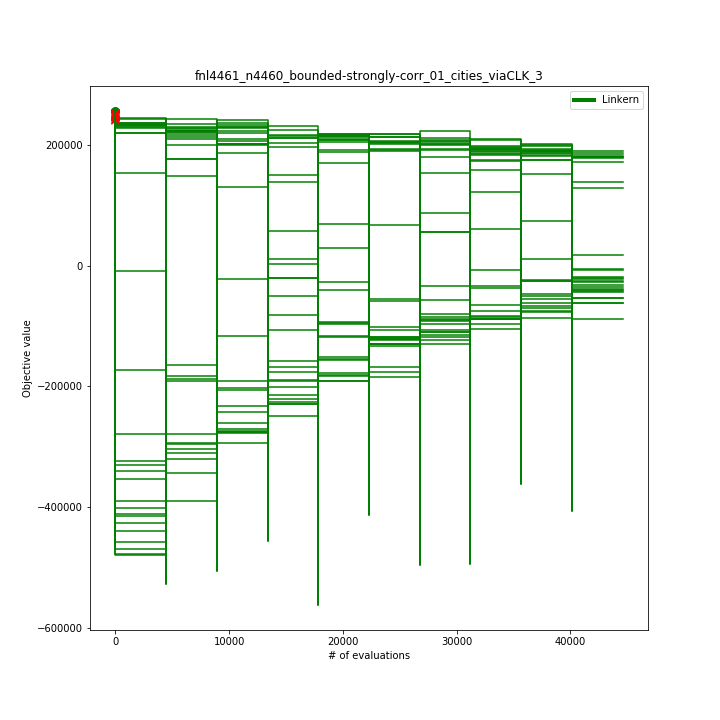 fnl4461_n4460_bounded-strongly-corr_01_cities_viaCLK_3
Linkern
200000
0
−200000
−400000
−600000
Objective value
0
10000
20000
30000
40000
# of evaluations